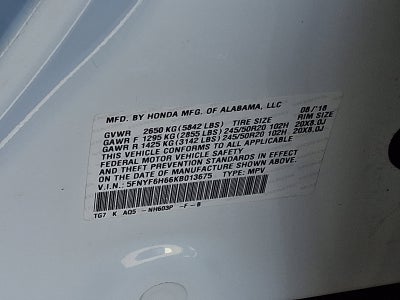 MFD. BY HONDA MFG. OF ALABAMA, LLC 08/'18
GVWR 2650 KG(5842 LBS) TIRE SIZE RIM SIZE
GAWR F 1295 KG(2855 LBS) 245/50R20 102H 20X8.0J
GAWR R 1425 KG(3142 LBS) 245/50R20 102H 20X8.0J
THIS VEHICLE CONFORMS TO ALL APPLICABLE
FEDERAL MOTOR VEHICLE SAFETY
AND THEFT PREVENTION STANDARDS IN EFFECT
ON THE DATE OF MANUFACTURE SHOWN ABOVE.
V.I.N.: 5FNYF6H66KB013675 TYPE: MPV
TG7 K AQ5 -NH603P -F-B